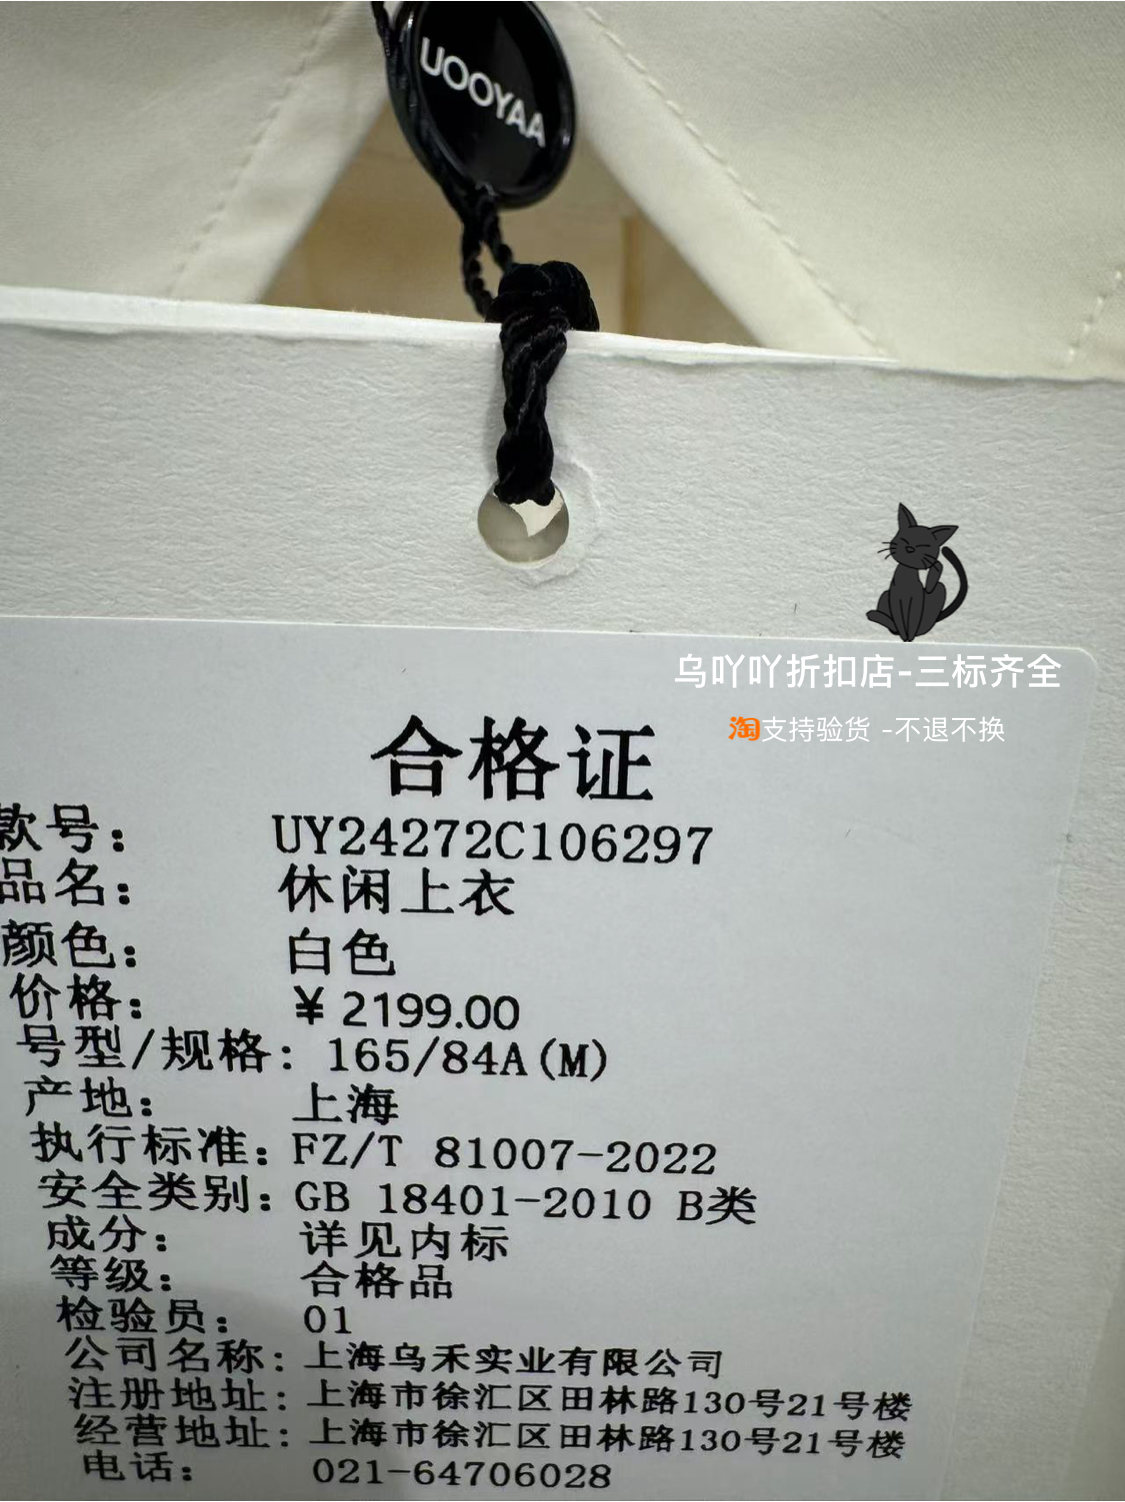 UOOYAA
乌吖吖折扣店-三标齐全
淘支持验货 -不退不换
合格证
款号： UY24272C106297
品名： 休闲上衣
颜色： 白色
价格： ¥ 2199.00
号型/规格： 165/84A(M)
产地： 上海
执行标准： FZ/T 81007-2022
安全类别： GB 18401-2010 B类
成分： 详见内标
等级： 合格品
检验员： 01
公司名称： 上海乌禾实业有限公司
注册地址： 上海市徐汇区田林路130号21号楼
经营地址： 上海市徐汇区田林路130号21号楼
电话： 021-64706028